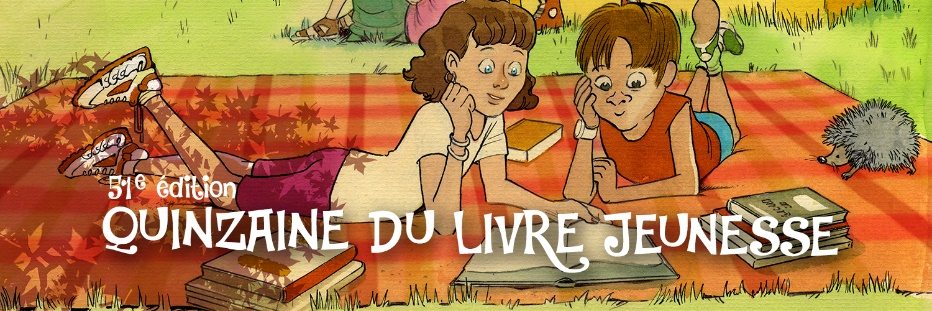 51e édition
QUINZAINE DU LIVRE JEUNESSE